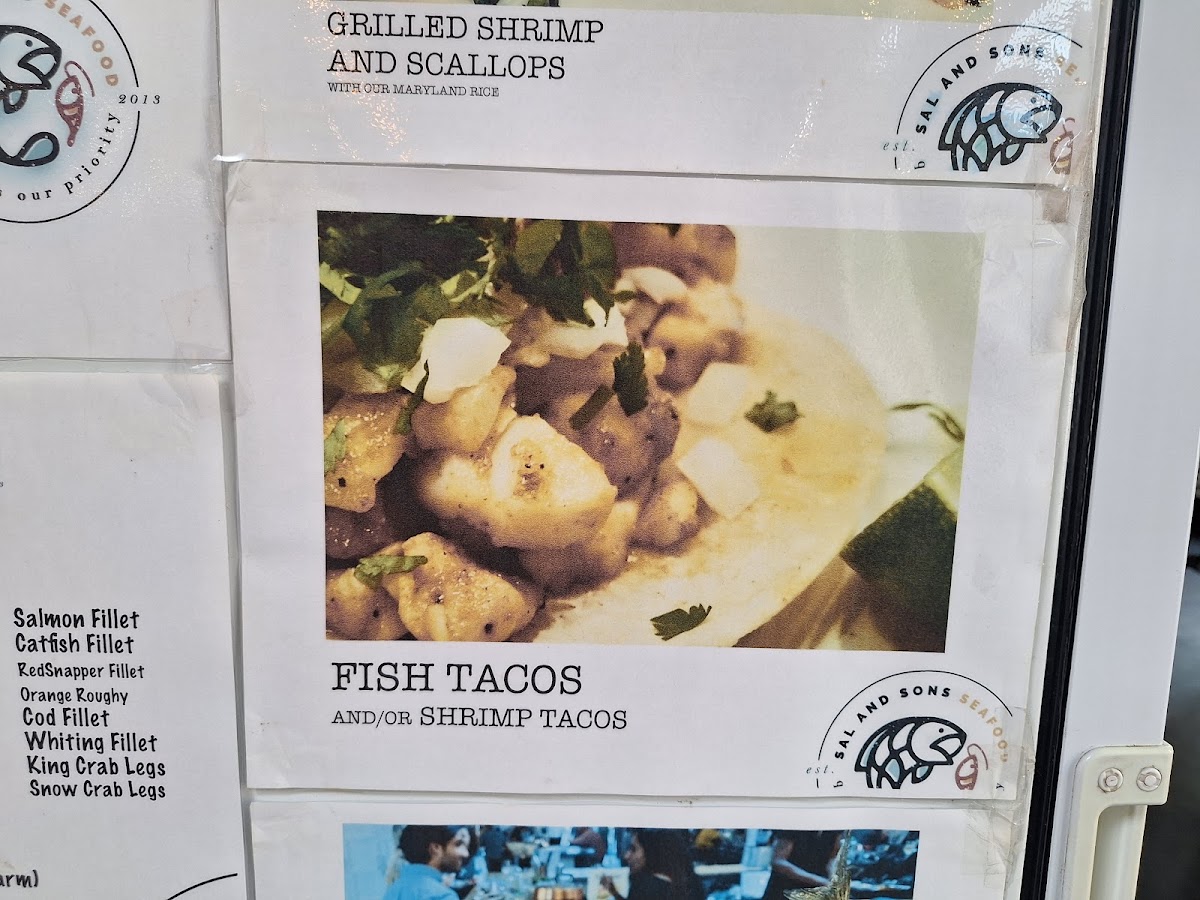 GRILLED SHRIMP
AND SCALLOPS
WITH OUR MARYLAND RICE
SEAFOOD
2013
our priority
SAL AND SONS
est.
FISH TACOS
AND/OR SHRIMP TACOS
SAL AND SONS SEAFOOD
est.
Salmon Fillet
Catfish Fillet
RedSnapper Fillet
Orange Roughy
Cod Fillet
Whiting Fillet
King Crab Legs
Snow Crab Legs